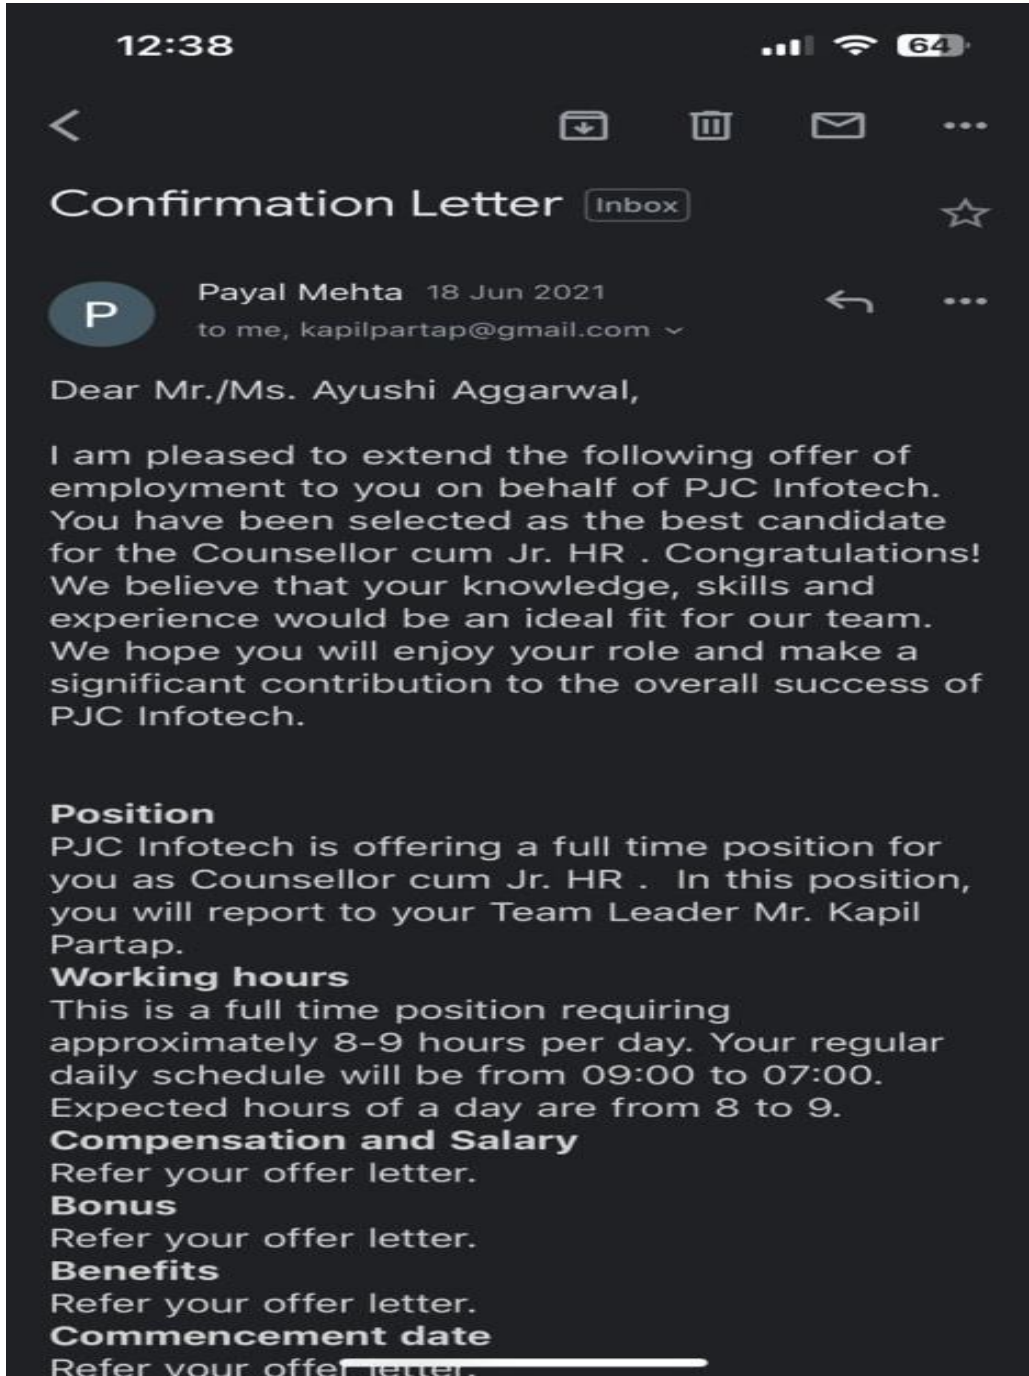 12:38
64
Confirmation Letter Inbox
P
Payal Mehta 18 Jun 2021
to me, kapilpartap@gmail.com
Dear Mr./Ms. Ayushi Aggarwal,
I am pleased to extend the following offer of
employment to you on behalf of PJC Infotech.
You have been selected as the best candidate
for the Counsellor cum Jr. HR . Congratulations!
We believe that your knowledge, skills and
experience would be an ideal fit for our team.
We hope you will enjoy your role and make a
significant contribution to the overall success of
PJC Infotech.
Position
PJC Infotech is offering a full time position for
you as Counsellor cum Jr. HR .  In this position,
you will report to your Team Leader Mr. Kapil
Partap.
Working hours
This is a full time position requiring
approximately 8-9 hours per day. Your regular
daily schedule will be from 09:00 to 07:00.
Expected hours of a day are from 8 to 9.
Compensation and Salary
Refer your offer letter.
Bonus
Refer your offer letter.
Benefits
Refer your offer letter.
Commencement date
Refer your offer letter.